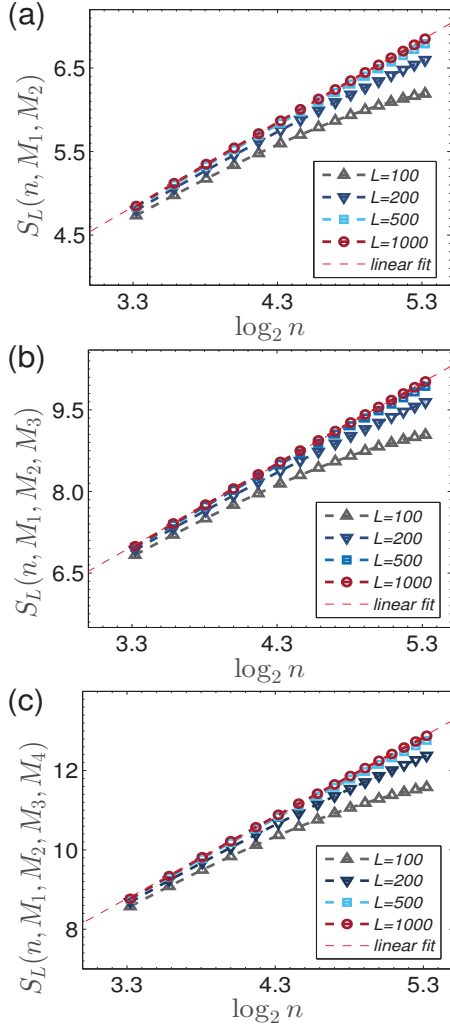 (a)
6.5
5.5
4.5
S_L(n, M_1, M_2)
L=100
L=200
L=500
L=1000
linear fit
3.3 4.3 5.3
log_2 n
(b)
9.5
8.0
6.5
S_L(n, M_1, M_2, M_3)
L=100
L=200
L=500
L=1000
linear fit
3.3 4.3 5.3
log_2 n
(c)
12
10
8
S_L(n, M_1, M_2, M_3, M_4)
L=100
L=200
L=500
L=1000
linear fit
3.3 4.3 5.3
log_2 n